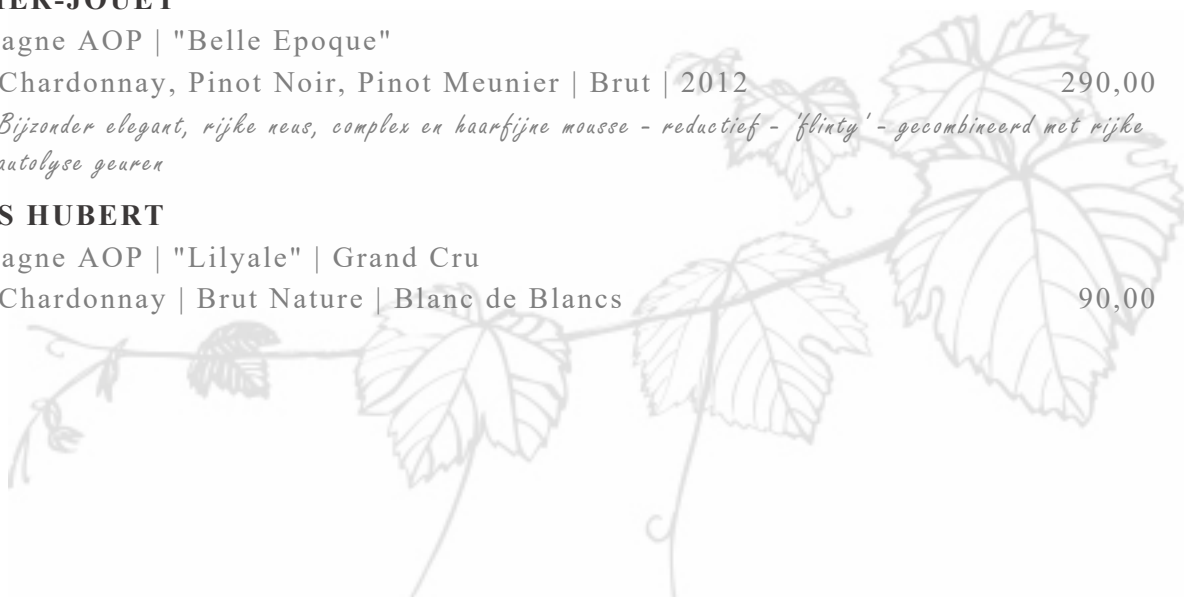 IER-JOUET
agne AOP | "Belle Epoque"
Chardonnay, Pinot Noir, Pinot Meunier | Brut | 2012 290,00
Bijzonder elegant, rijke neus, complex en haarfijne mousse - reductief - 'flinty' - gecombineerd met rijke
autolyse geuren
S HUBERT
agne AOP | "Lilyale" | Grand Cru
Chardonnay | Brut Nature | Blanc de Blancs 90,00